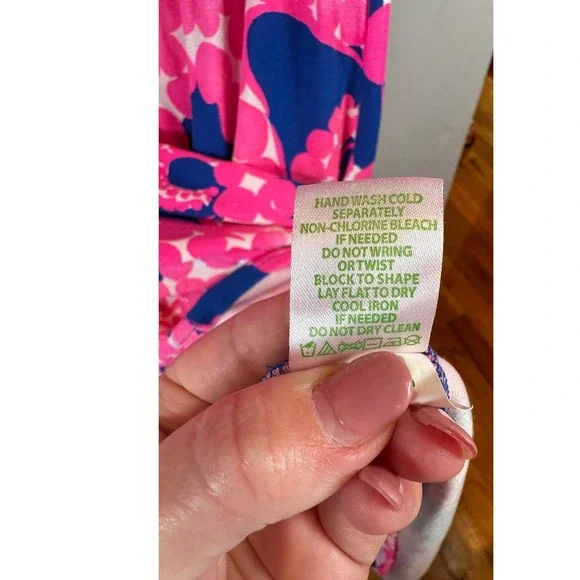 HAND WASH COLD
SEPARATELY
NON-CHLORINE BLEACH
IF NEEDED
DO NOT WRING
OR TWIST
BLOCK TO SHAPE
LAY FLAT TO DRY
COOL IRON
IF NEEDED
DO NOT DRY CLEAN